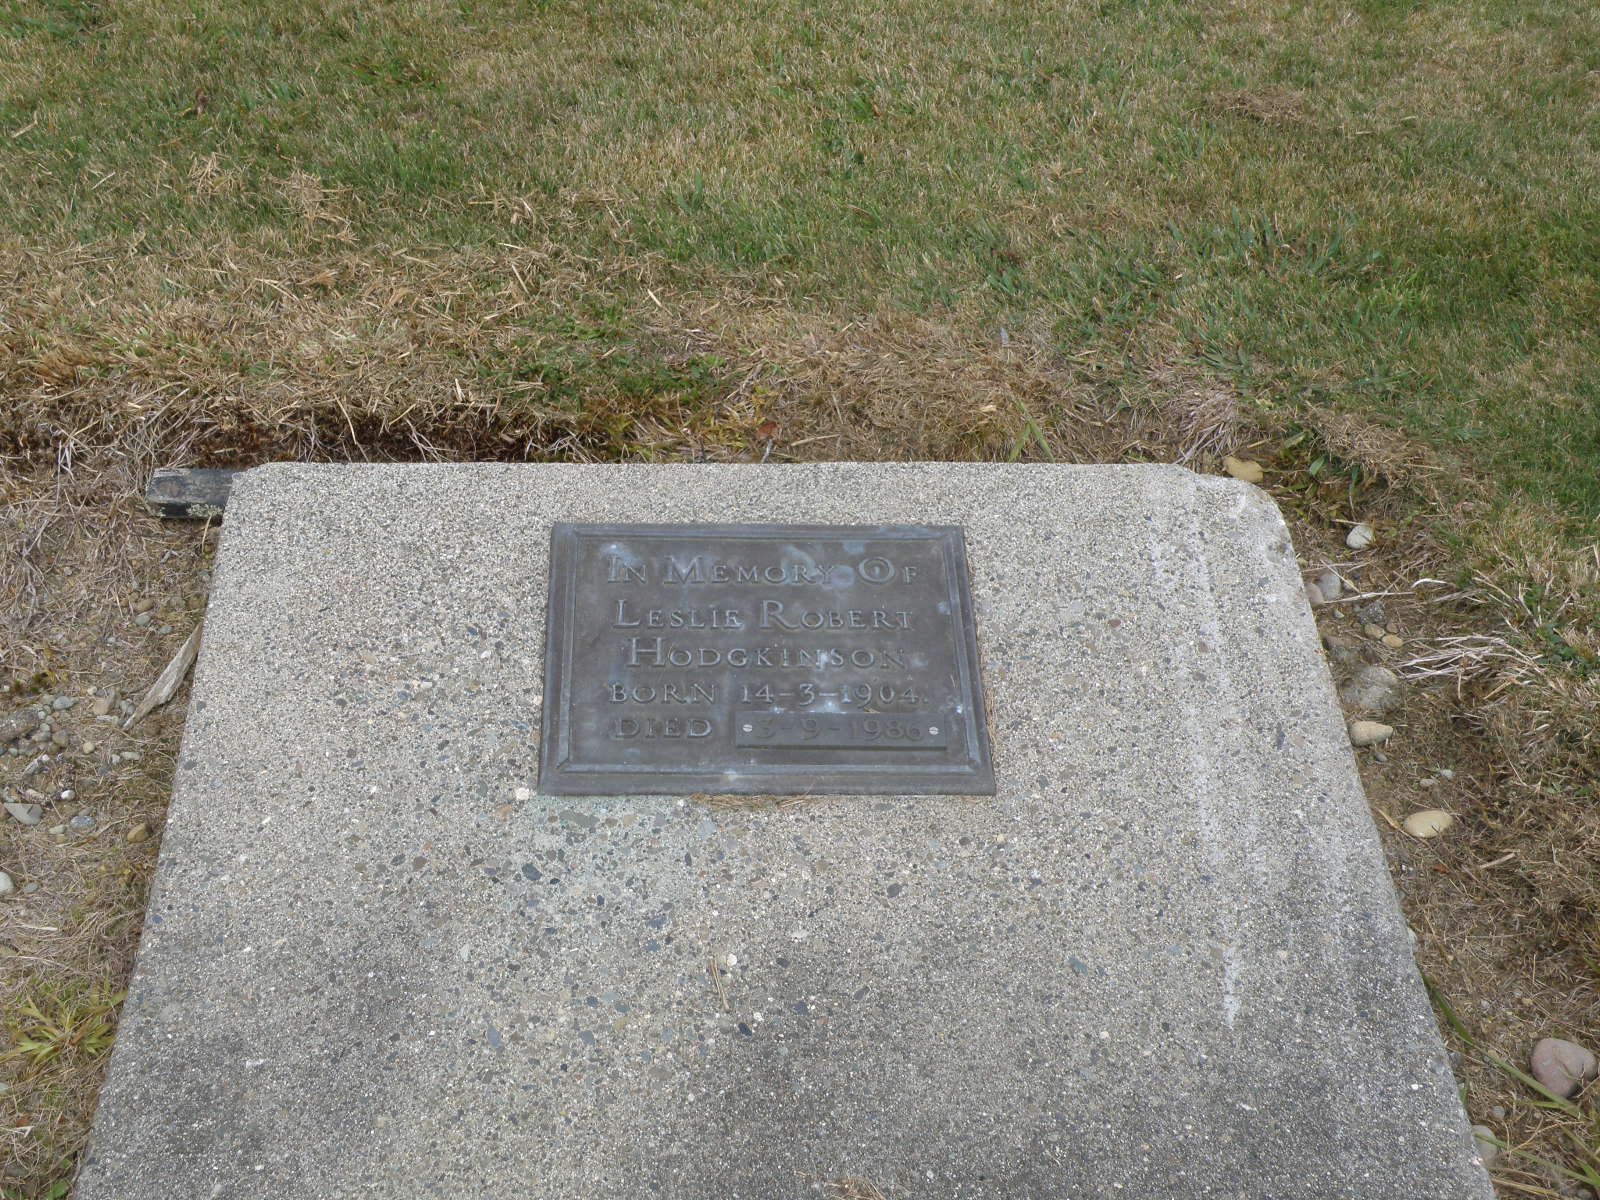 In Memory Of
Leslie Robert
Hodgkinson
BORN 14-3-1904.
DIED 3-9-1986